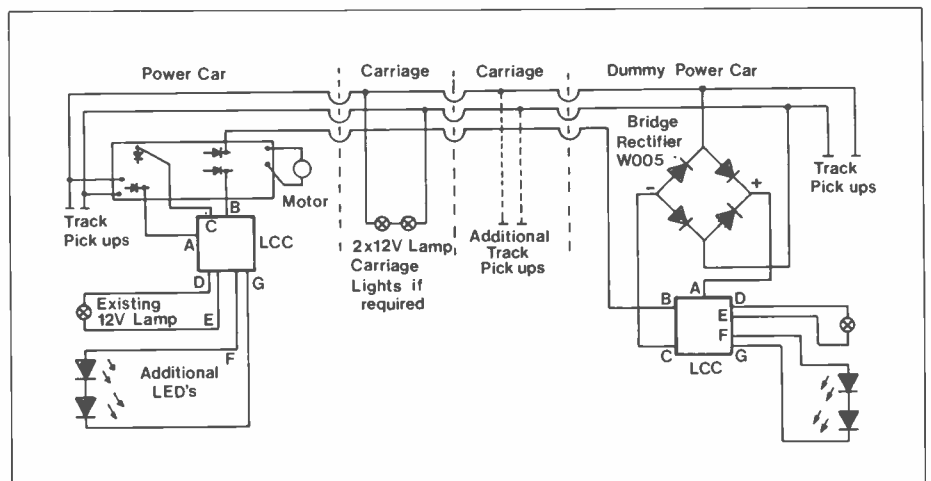 Power Car
Carriage
Carriage
Dummy Power Car
Bridge
Rectifier
W005
-
+
Track
Pick ups
Motor
Track
Pick ups
C
B
A
LCC
D
G
Existing
12V Lamp
E
F
Additional
LED's
2x12V Lamp
Carriage
Lights if
required
Additional
Track
Pick ups
A
B
D
E
F
C
G
LCC